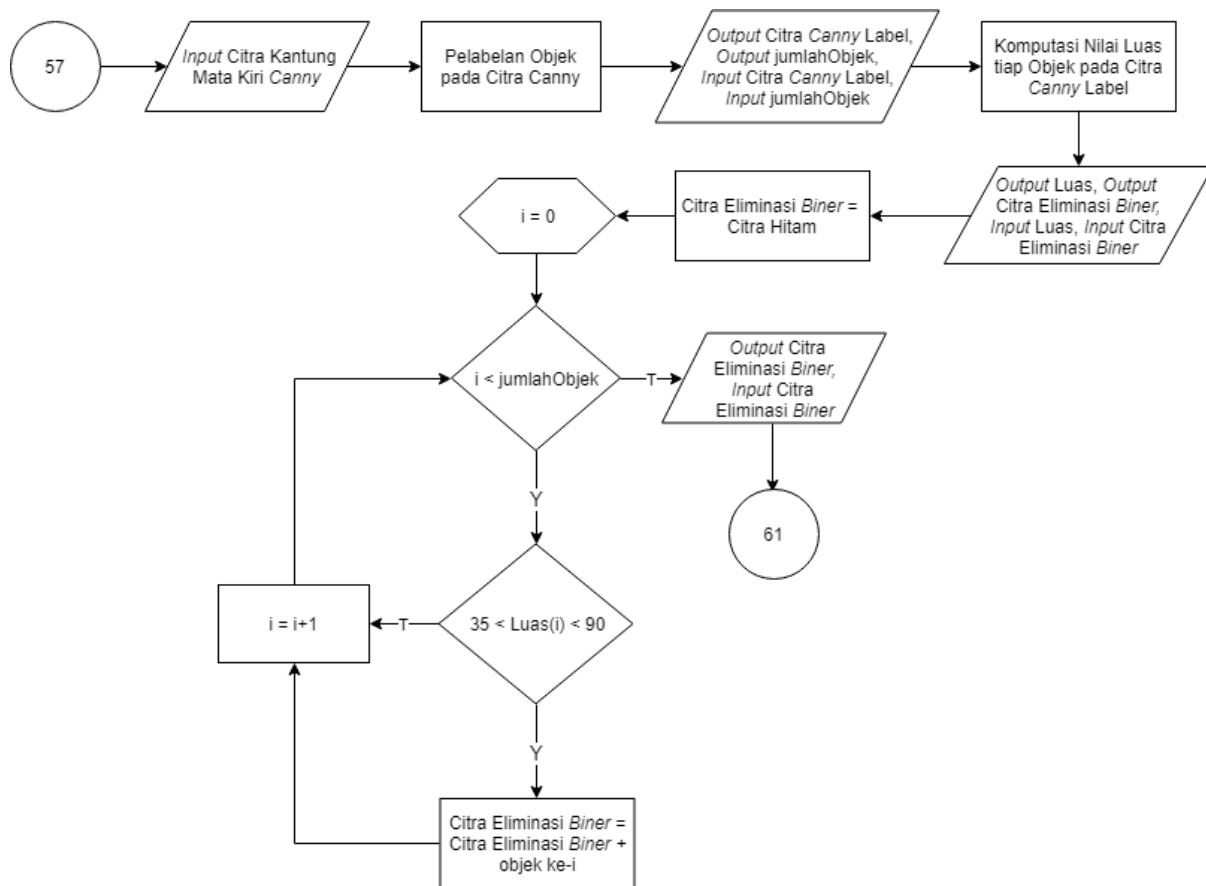 57
Input Citra Kantung
Mata Kiri Canny
Pelabelan Objek
pada Citra Canny
Output Citra Canny Label,
Output jumlahObjek,
Input Citra Canny Label,
Input jumlahObjek
Komputasi Nilai Luas
tiap Objek pada Citra
Canny Label
Output Luas, Output
Citra Eliminasi Biner,
Input Luas, Input Citra
Eliminasi Biner
Citra Eliminasi Biner =
Citra Hitam
i = 0
i < jumlahObjek
T
Output Citra
Eliminasi Biner,
Input Citra
Eliminasi Biner
61
Y
35 < Luas(i) < 90
T
i = i+1
Y
Citra Eliminasi Biner =
Citra Eliminasi Biner +
objek ke-i